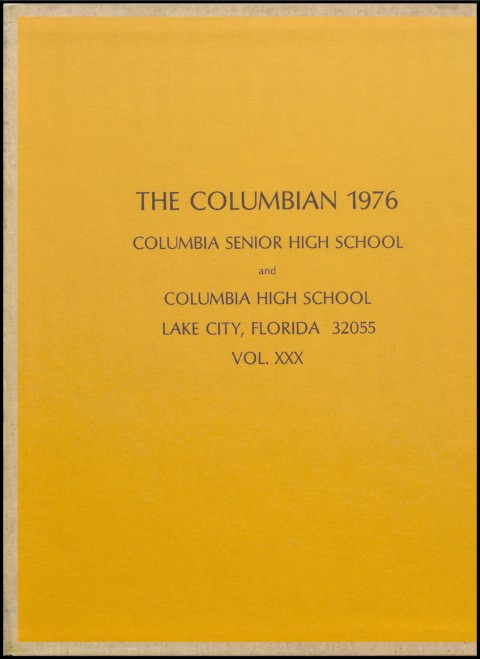 THE COLUMBIAN 1976
COLUMBIA SENIOR HIGH SCHOOL
and
COLUMBIA HIGH SCHOOL
LAKE CITY, FLORIDA 32055
VOL. XXX